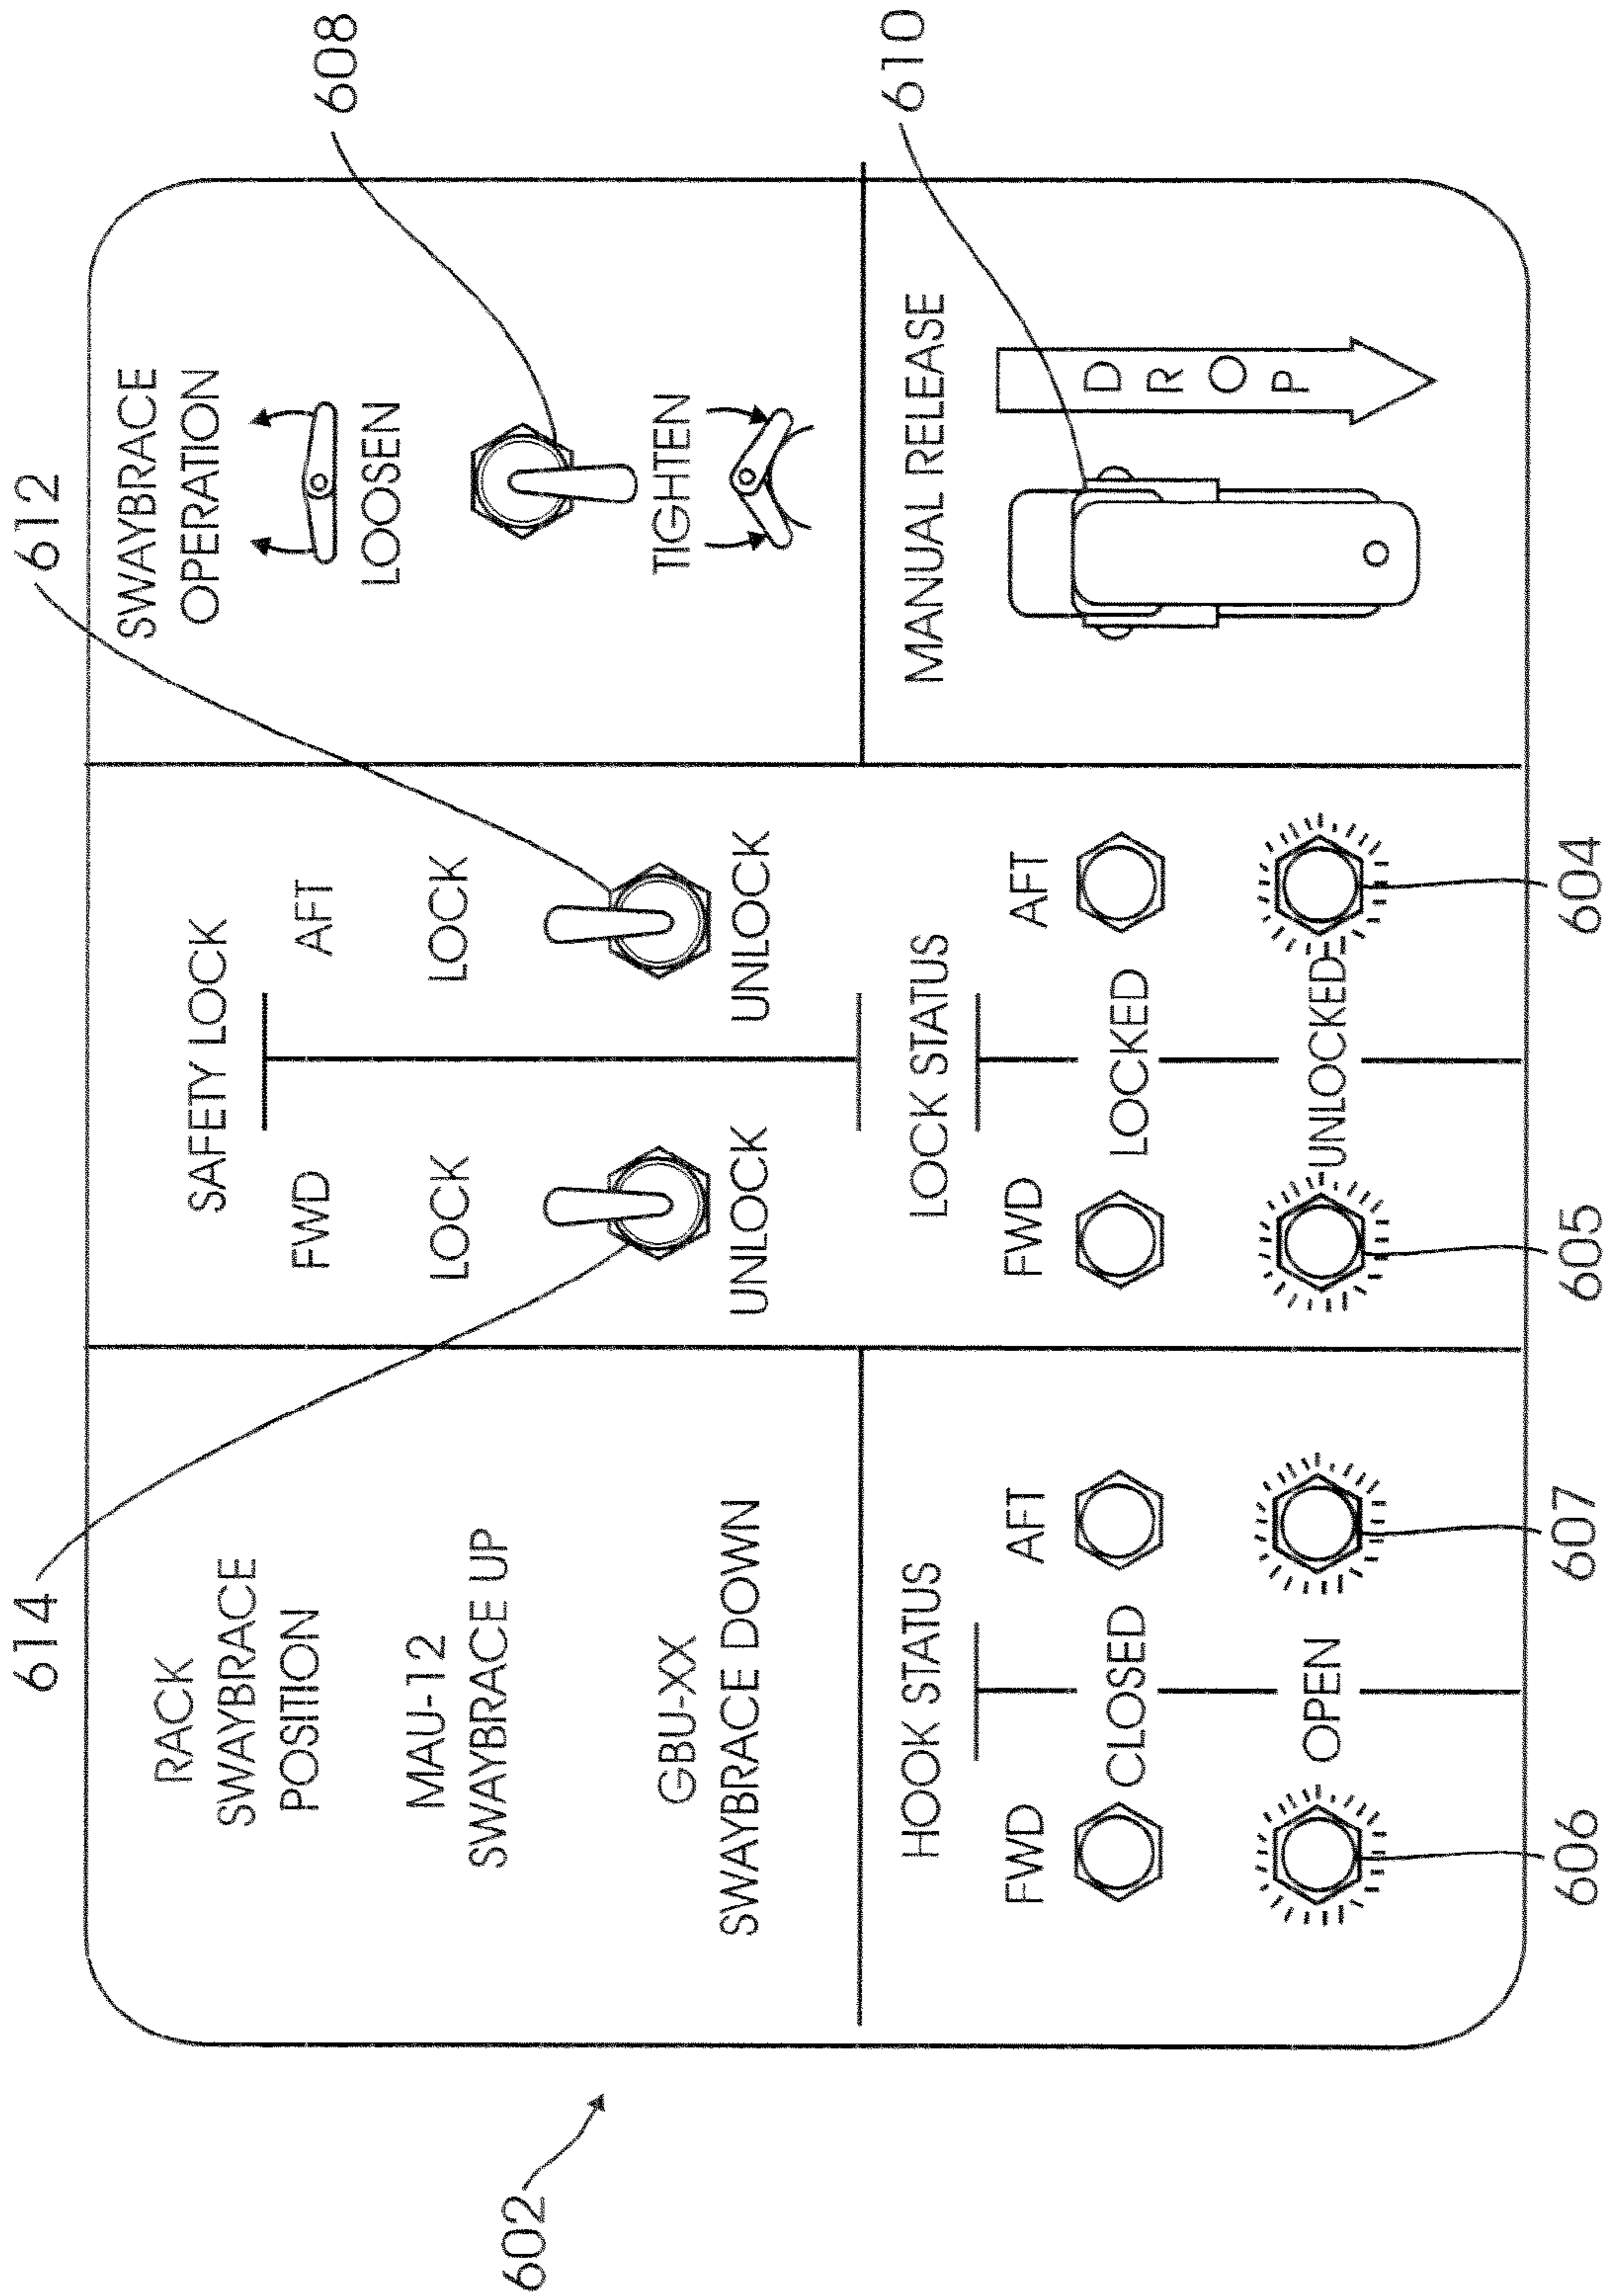 614
612
608
610
602
RACK
SWAYBRACE
POSITION
MAU-12
SWAYBRACE UP
GBU-XX
SWAYBRACE DOWN
SAFETY LOCK
FWD AFT
LOCK LOCK
UNLOCK UNLOCK
SWAYBRACE
OPERATION
LOOSEN
TIGHTEN
HOOK STATUS
FWD AFT
CLOSED
OPEN
LOCK STATUS
FWD AFT
LOCKED
UNLOCKED
MANUAL RELEASE
DROP
606 607 605 604